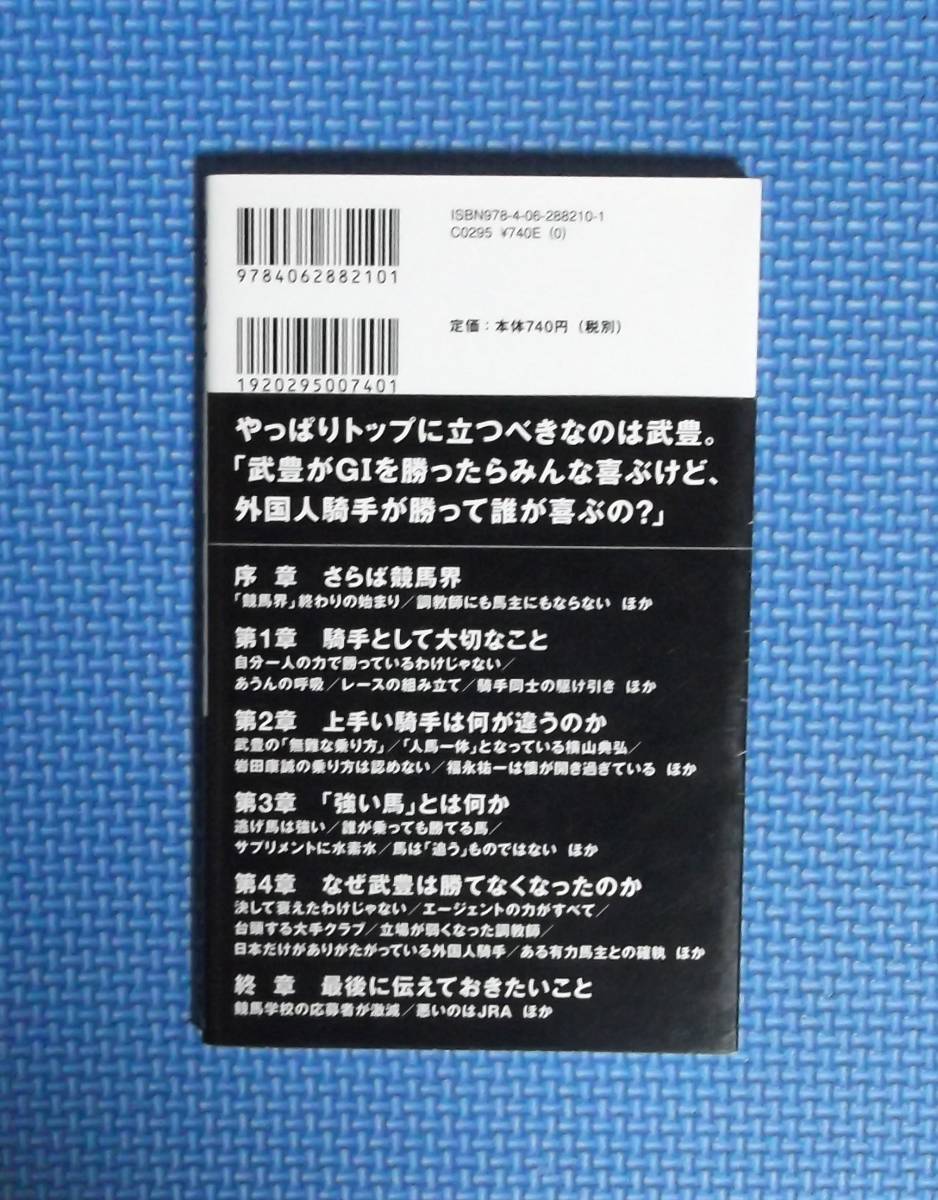 ISBN978-4-06-288210-1
C0295 ¥740E (0)
9784062882101
定価：本体740円（税別）
1920295007401
やっぱりトップに立つべきなのは武豊。
「武豊がGIを勝ったらみんな喜ぶけど、
外国人騎手が勝って誰が喜ぶの？」
序 章 さらば競馬界
「競馬界」終わりの始まり／調教師にも馬主にもならない ほか
第1章 騎手として大切なこと
自分一人の力で勝っているわけじゃない／
あうんの呼吸／レースの組み立て／騎手同士の駆け引き ほか
第2章 上手い騎手は何が違うのか
武豊の「無難な乗り方」／「人馬一体」となっている横山典弘／
岩田康誠の乗り方は認めない／福永祐一は懐が開き過ぎている ほか
第3章 「強い馬」とは何か
逃げ馬は強い／誰が乗っても勝てる馬／
サプリメントに水素水／馬は「追う」ものではない ほか
第4章 なぜ武豊は勝てなくなったのか
決して衰えたわけじゃない／エージェントの力がすべて／
台頭する大手クラブ／立場が弱くなった調教師／
日本だけがありがたがっている外国人騎手／ある有力馬主との確執 ほか
終 章 最後に伝えておきたいこと
競馬学校の応募者が激減／悪いのはJRA ほか